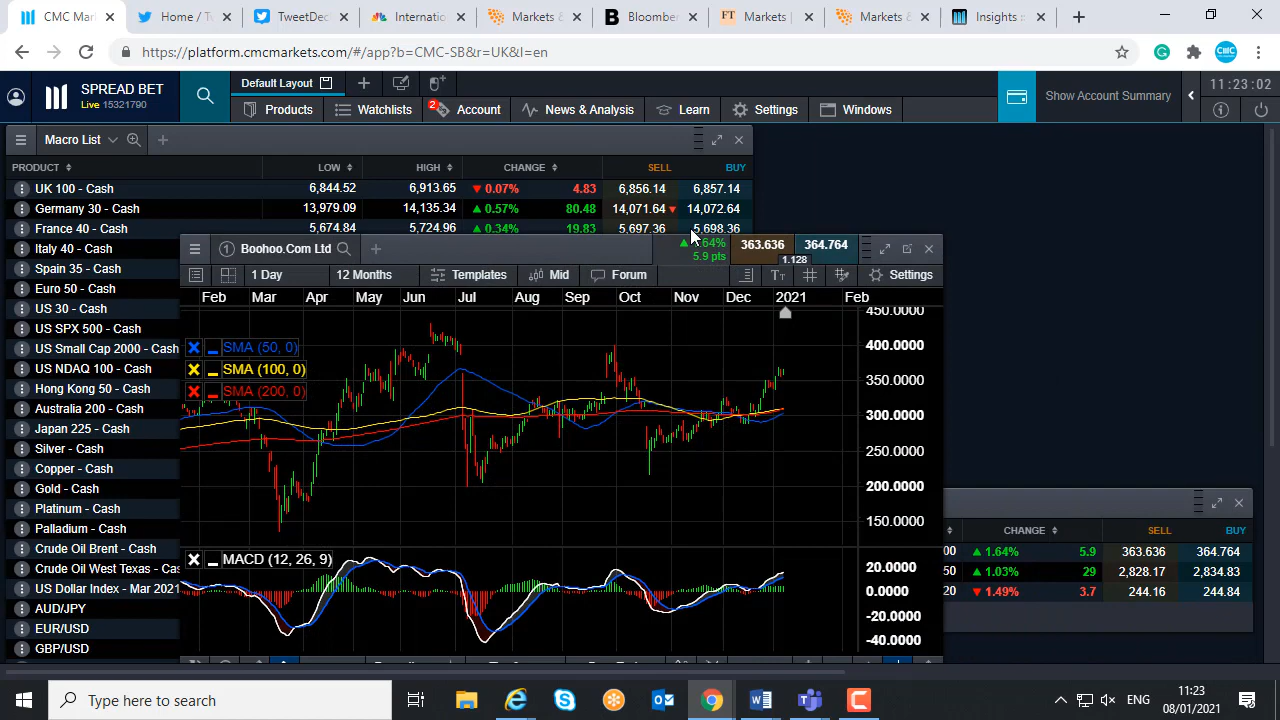 CMC Mar
Home / Tw
TweetDec
Internatio
Markets &
Bloomber
Markets |
Markets &
Insights
https://platform.cmcmarkets.com/#/app?b=CMC-SB&r=UK&l=en
SPREAD BET
Live 15321790
Default Layout
Products
Watchlists
2
Account
News & Analysis
Learn
Settings
Windows
Show Account Summary
11:23:02
Macro List
PRODUCT LOW HIGH CHANGE SELL BUY
UK 100 - Cash 6,844.52 6,913.65 0.07% 4.83 6,856.14 6,857.14
Germany 30 - Cash 13,979.09 14,135.34 0.57% 80.48 14,071.64 14,072.64
France 40 - Cash 5,674.84 5,724.96 0.34% 19.83 5,697.36 5,698.36
Italy 40 - Cash
Spain 35 - Cash
Euro 50 - Cash
US 30 - Cash
US SPX 500 - Cash
US Small Cap 2000 - Cash
US NDAQ 100 - Cash
Hong Kong 50 - Cash
Australia 200 - Cash
Japan 225 - Cash
Silver - Cash
Copper - Cash
Gold - Cash
Platinum - Cash
Palladium - Cash
Crude Oil Brent - Cash
Crude Oil West Texas - Cas
US Dollar Index - Mar 2021
AUD/JPY
EUR/USD
GBP/USD
1 Boohoo.Com Ltd
.64%
5.9 pts
363.636
364.764
1.128
1 Day
12 Months
Templates
Mid
Forum
Settings
Feb Mar Apr May Jun Jul Aug Sep Oct Nov Dec 2021 Feb
SMA (50, 0)
SMA (100, 0)
SMA (200, 0)
450.0000
400.0000
350.0000
300.0000
250.0000
200.0000
150.0000
MACD (12, 26, 9)
20.0000
0.0000
-20.0000
-40.0000
CHANGE SELL BUY
00 1.64% 5.9 363.636 364.764
50 1.03% 29 2,828.17 2,834.83
20 1.49% 3.7 244.16 244.84
Type here to search
ENG
11:23
08/01/2021